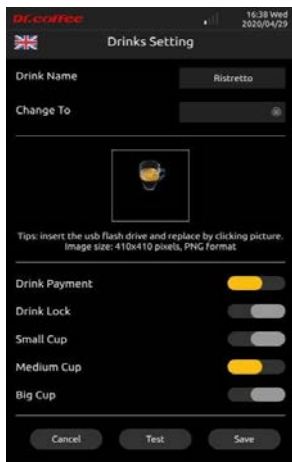 Dr.coffee
16:38 Wed
2020/04/29
Drinks Setting
Drink Name
Ristretto
Change To
Tips: insert the usb flash drive and replace by clicking picture.
Image size: 410x410 pixels, PNG format
Drink Payment
Drink Lock
Small Cup
Medium Cup
Big Cup
Cancel
Test
Save